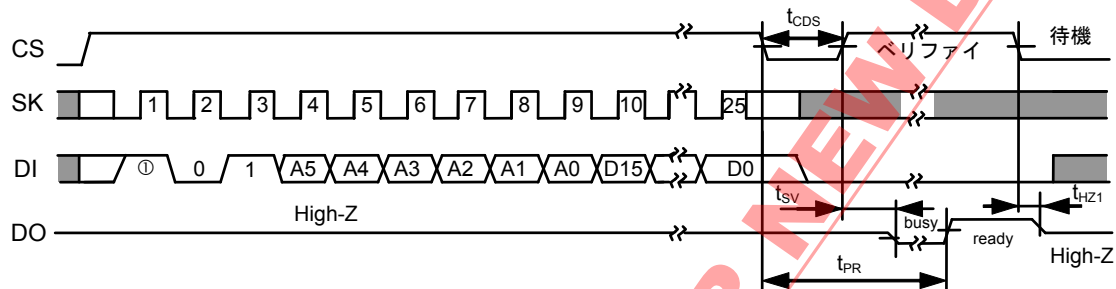 tCDS
CS
ベリファイ
待機
SK 1 2 3 4 5 6 7 8 9 10 25
DI ① 0 1 A5 A4 A3 A2 A1 A0 D15 D0
tSV
tHZ1
High-Z
busy
DO
ready
High-Z
tPR